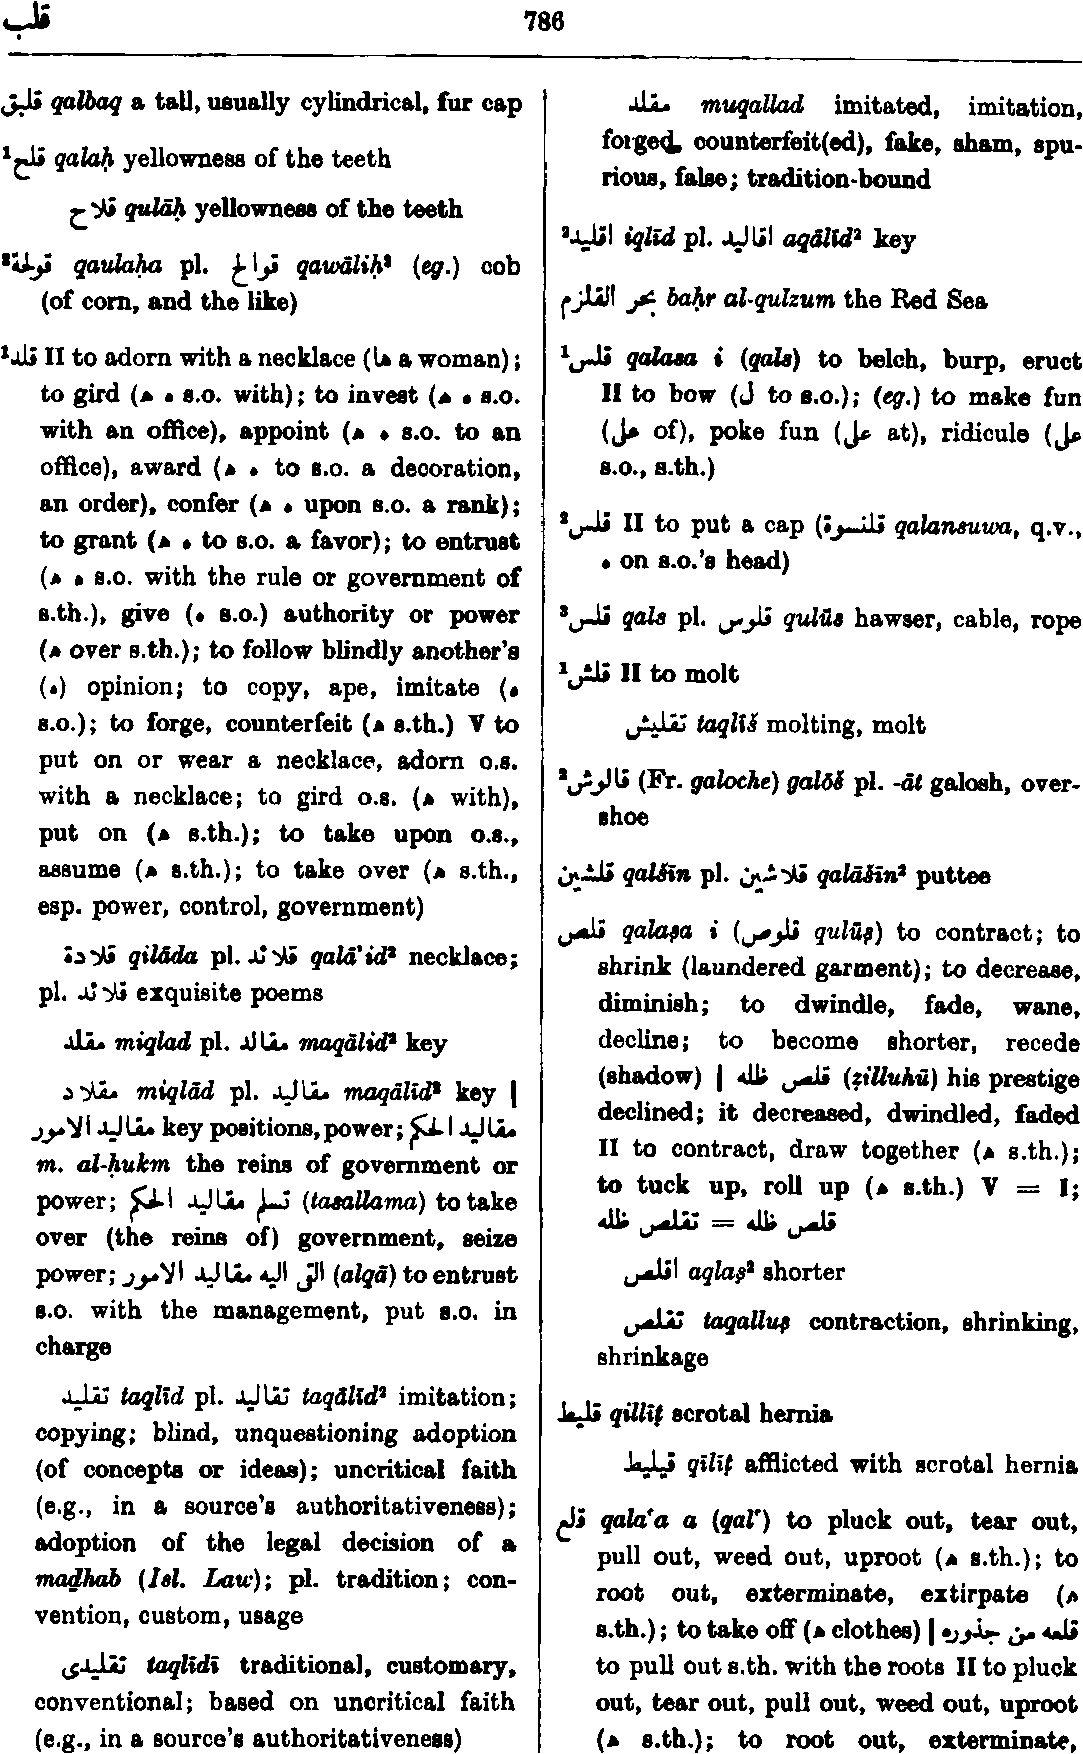 قلب
786
قلبق qalbaq a tall, usually cylindrical, fur cap
¹قلح qalaḥ yellowness of the teeth
قلاح qulāḥ yellowness of the teeth
²قولحة qaulaḥa pl. قوالح qawāliḥ² (eg.) cob
(of corn, and the like)
¹قلد II to adorn with a necklace (ها a woman);
to gird (ه ه s.o. with); to invest (ه ه s.o.
with an office), appoint (ه ه s.o. to an
office), award (ه ه to s.o. a decoration,
an order), confer (ه ه upon s.o. a rank);
to grant (ه ه to s.o. a favor); to entrust
(ه ه s.o. with the rule or government of
s.th.), give (ه s.o.) authority or power
(ه over s.th.); to follow blindly another's
(ه) opinion; to copy, ape, imitate (ه
s.o.); to forge, counterfeit (ه s.th.) V to
put on or wear a necklace, adorn o.s.
with a necklace; to gird o.s. (ه with),
put on (ه s.th.); to take upon o.s.,
assume (ه s.th.); to take over (ه s.th.,
esp. power, control, government)
قلادة qilāda pl. قلائد qalā'id² necklace;
pl. قلائد exquisite poems
مقلد miqlad pl. مقالد maqālid² key
مقلاد miqlād pl. مقاليد maqālīd² key |
مقاليد الامور key positions, power; مقاليد الحكم
m. al-ḥukm the reins of government or
power; تسلم مقاليد الحكم (tasallama) to take
over (the reins of) government, seize
power; القى اليه مقاليد الامور (alqā) to entrust
s.o. with the management, put s.o. in
charge
تقليد taqlīd pl. تقاليد taqālīd² imitation;
copying; blind, unquestioning adoption
(of concepts or ideas); uncritical faith
(e.g., in a source's authoritativeness);
adoption of the legal decision of a
maḏhab (Isl. Law); pl. tradition; con-
vention, custom, usage
تقليدى taqlīdī traditional, customary,
conventional; based on uncritical faith
(e.g., in a source's authoritativeness)
مقلد muqallad imitated, imitation,
forged, counterfeit(ed), fake, sham, spu-
rious, false; tradition-bound
²اقليد iqlīd pl. اقاليد aqālīd² key
بحر القلزم baḥr al-qulzum the Red Sea
¹قلس qalasa i (qals) to belch, burp, eruct
II to bow (ل to s.o.); (eg.) to make fun
(على of), poke fun (على at), ridicule (على
s.o., s.th.)
²قلس II to put a cap (قلنسوة qalansuwa, q.v.,
ه on s.o.'s head)
³قلس qals pl. قلوس qulūs hawser, cable, rope
¹قلش II to molt
تقليش taqlīš molting, molt
²قالوش (Fr. galoche) galōš pl. -āt galosh, over-
shoe
قلشين qalšīn pl. قلاشين qalāšīn² puttee
قلص qalaṣa i (قلوص qulūṣ) to contract; to
shrink (laundered garment); to decrease,
diminish; to dwindle, fade, wane,
decline; to become shorter, recede
(shadow) | قلص ظله (ẓilluhū) his prestige
declined; it decreased, dwindled, faded
II to contract, draw together (ه s.th.);
to tuck up, roll up (ه s.th.) V = I;
قلص ظله = تقلص ظله
اقلص aqlaṣ² shorter
تقلص taqalluṣ contraction, shrinking,
shrinkage
قليط qillīṭ scrotal hernia
قيليط qīlīṭ afflicted with scrotal hernia
قلع qala'a a (qal') to pluck out, tear out,
pull out, weed out, uproot (ه s.th.); to
root out, exterminate, extirpate (ه
s.th.); to take off (ه clothes) | قلعه من جذوره
to pull out s.th. with the roots II to pluck
out, tear out, pull out, weed out, uproot
(ه s.th.); to root out, exterminate,